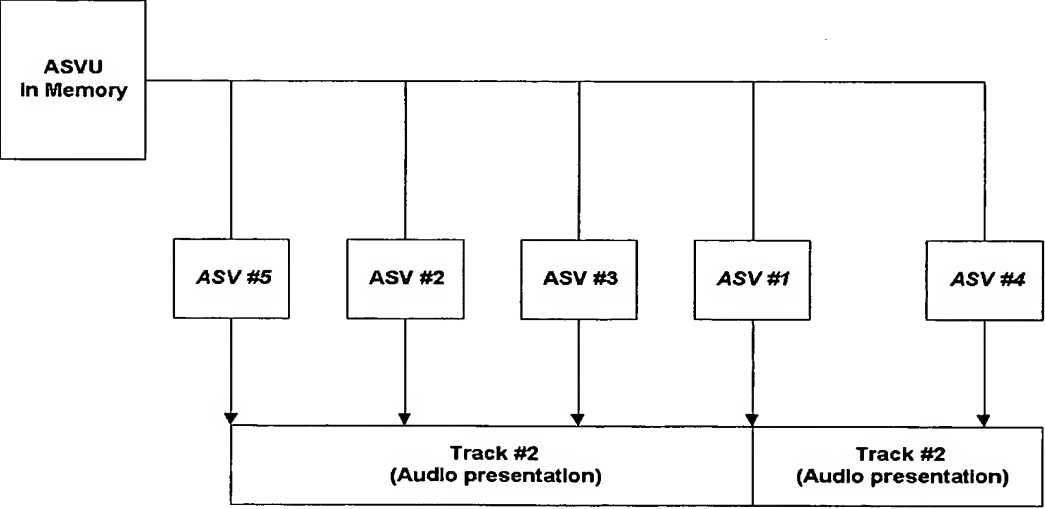 ASVU
in Memory
ASV #5
ASV #2
ASV #3
ASV #1
ASV #4
Track #2
(Audio presentation)
Track #2
(Audio presentation)